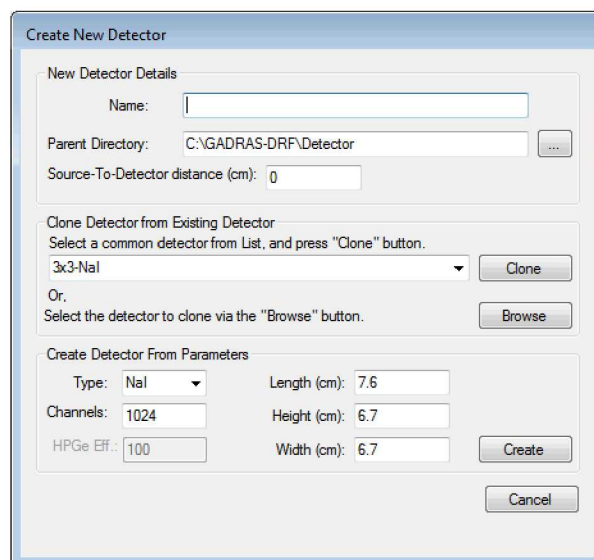 Create New Detector
New Detector Details
Name:
Parent Directory: C:\GADRAS-DRF\Detector ...
Source-To-Detector distance (cm): 0
Clone Detector from Existing Detector
Select a common detector from List, and press "Clone" button.
3x3-NaI Clone
Or,
Select the detector to clone via the "Browse" button. Browse
Create Detector From Parameters
Type: NaI Length (cm): 7.6
Channels: 1024 Height (cm): 6.7
HPGe Eff.: 100 Width (cm): 6.7 Create
Cancel